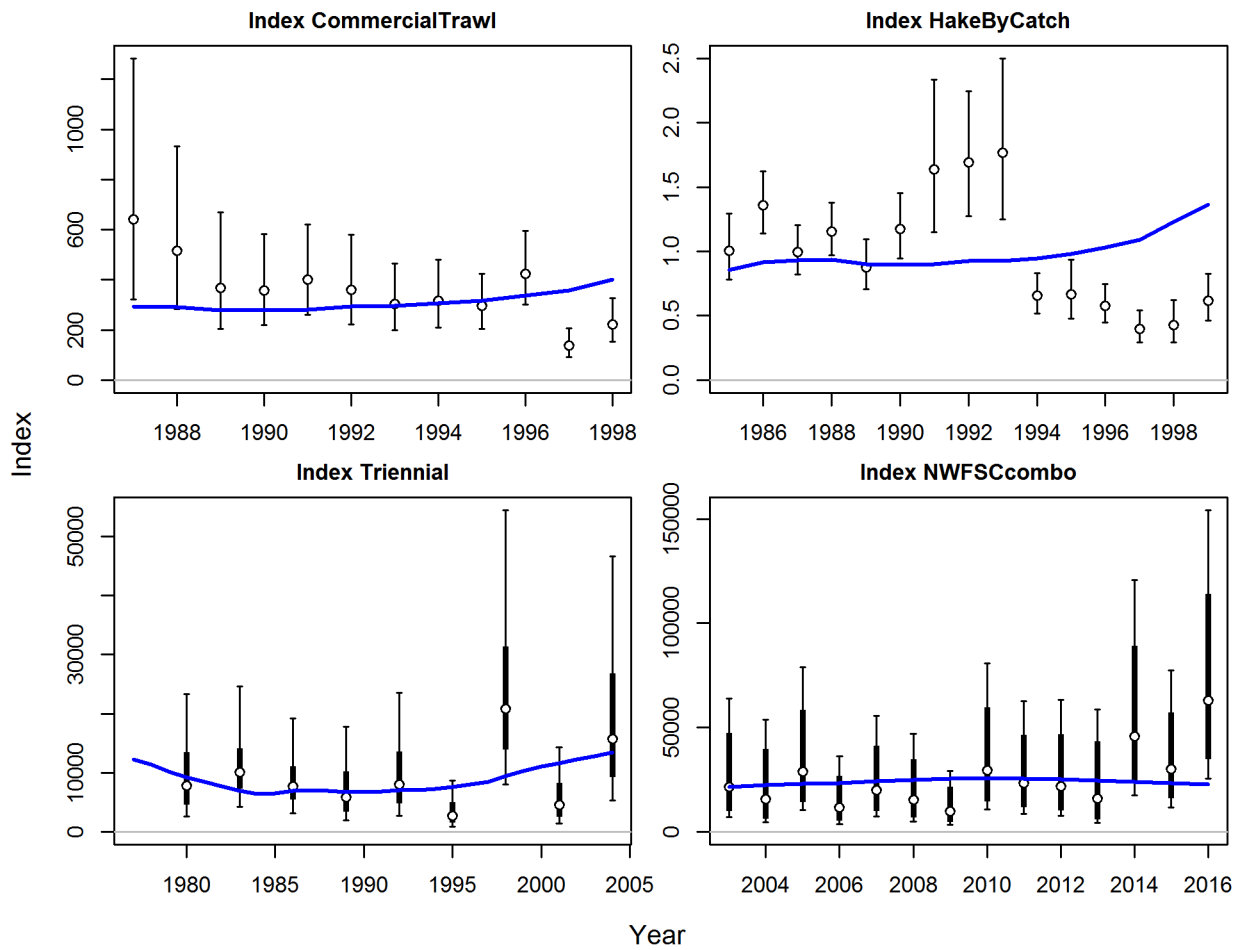 Index CommercialTrawl
Index HakeByCatch
0 200 600 1000
1988 1990 1992 1994 1996 1998
0.0 0.5 1.0 1.5 2.0 2.5
1986 1988 1990 1992 1994 1996 1998
Index
Index Triennial
Index NWFSCcombo
0 10000 30000 50000
1980 1985 1990 1995 2000 2005
0 50000 100000 150000
2004 2006 2008 2010 2012 2014 2016
Year